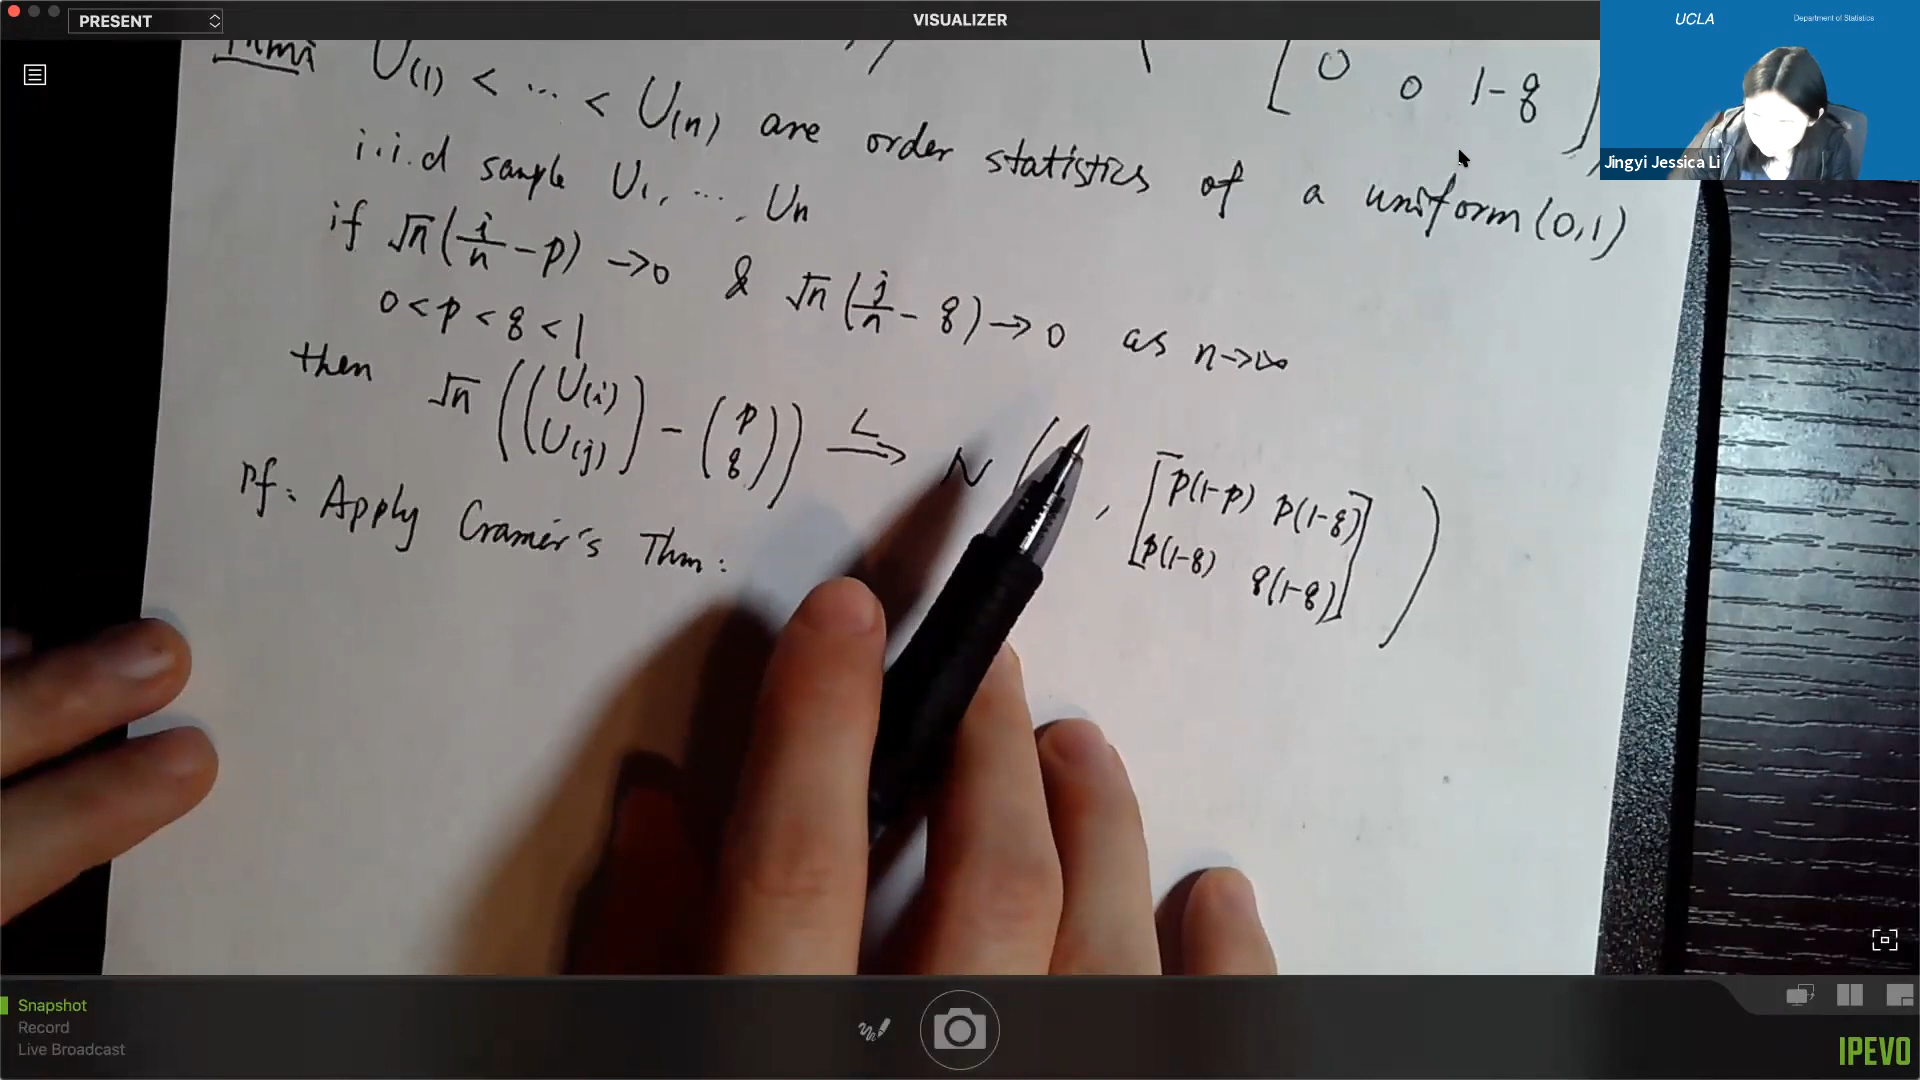 PRESENT
VISUALIZER
UCLA
Department of Statistics
Jingyi Jessica Li
[ 0 0 1-q ]
Thm: U(1) < ... < U(n) are order statistics of a uniform (0,1)
i.i.d sample U1, ..., Un
if √n(i/n - p) → 0 & √n(j/n - q) → 0 as n→∞
0 < p < q < 1
then √n ( (U(i) U(j)) - (p q) ) L⟹ N ( , [ p(1-p) p(1-q) p(1-q) q(1-q) ] )
Pf: Apply Cramér's Thm:
Snapshot
Record
Live Broadcast
IPEVO